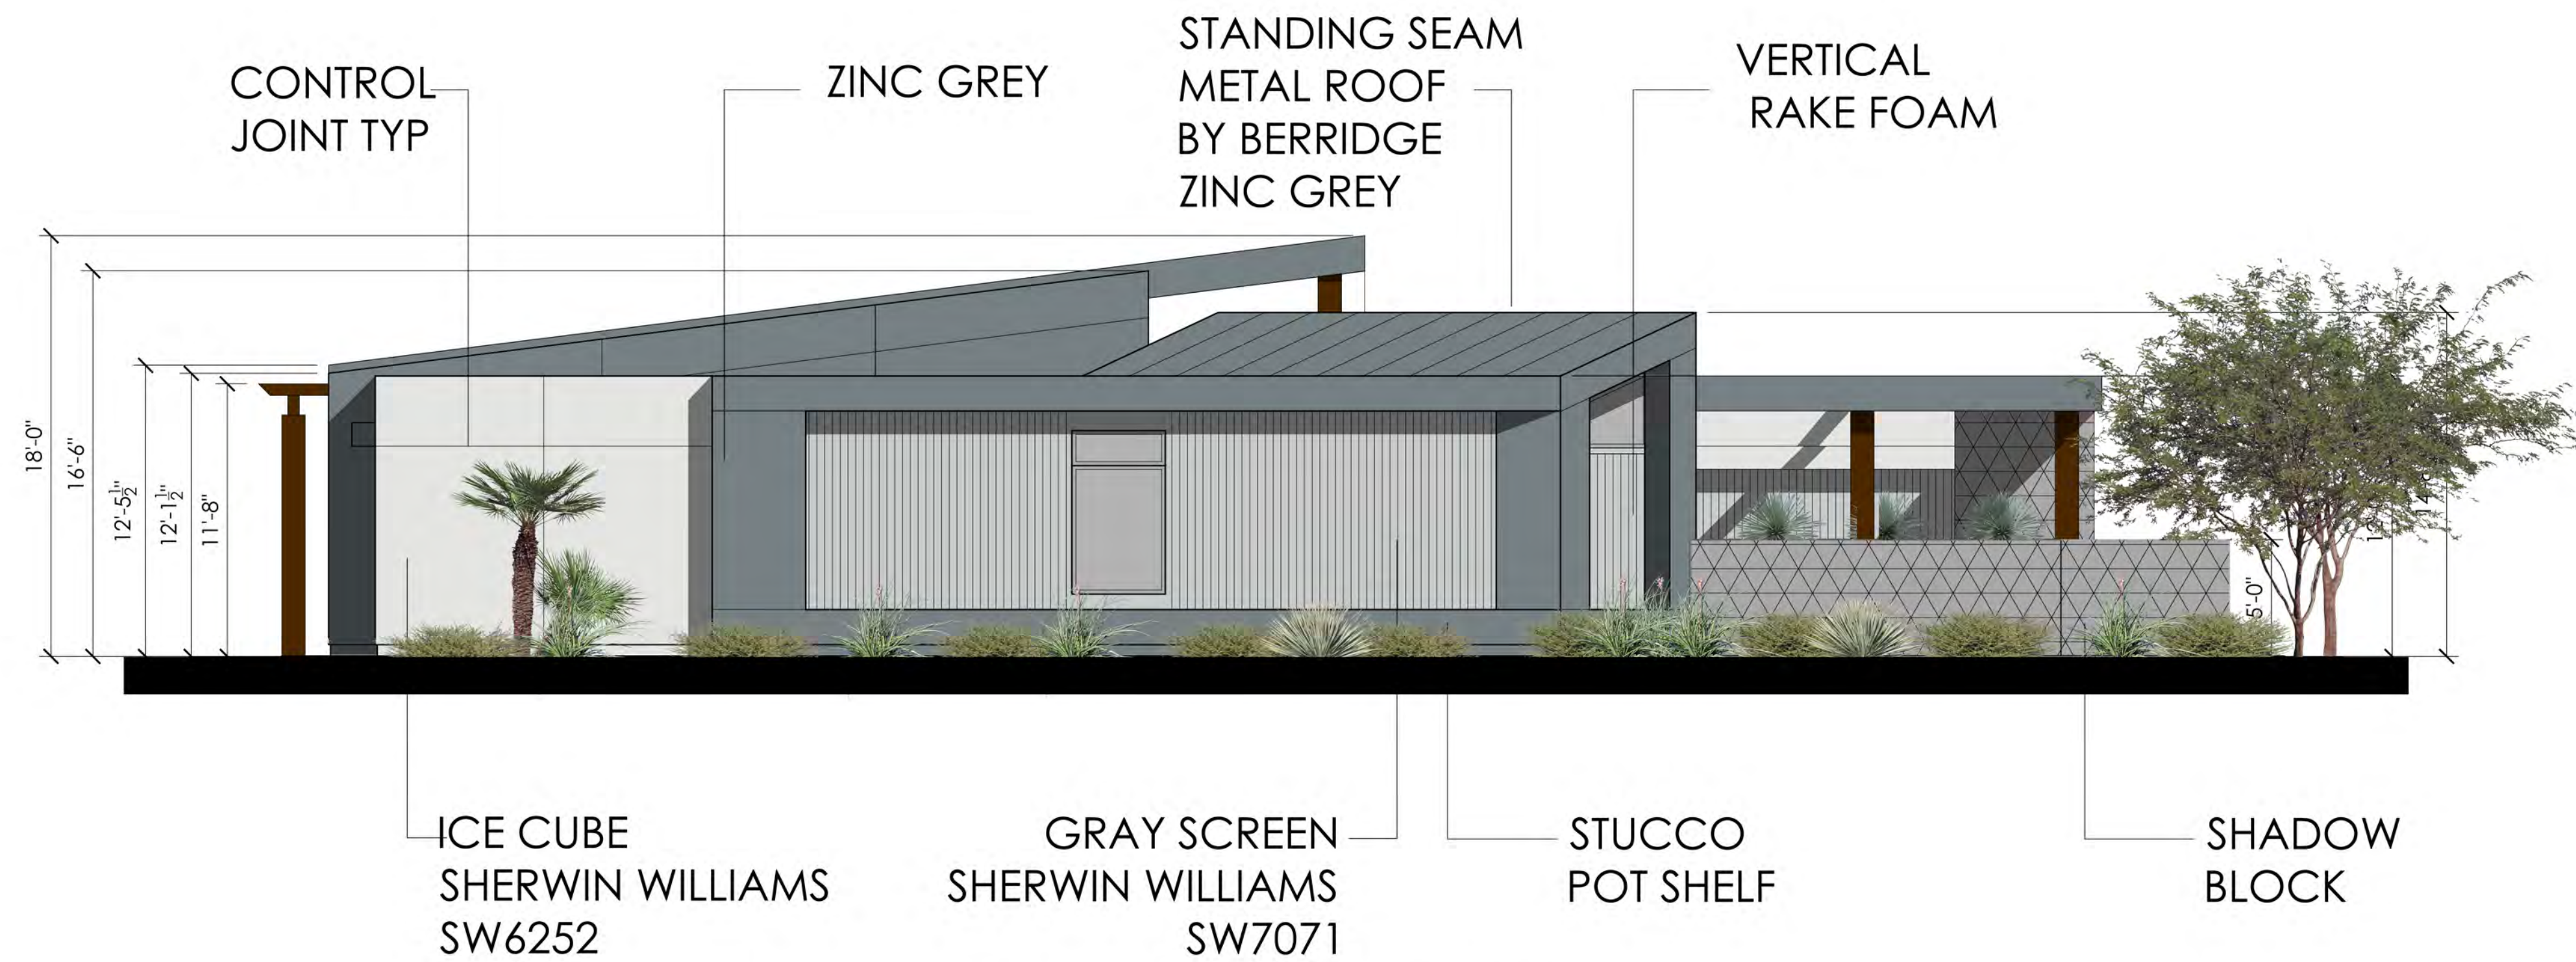 CONTROL
JOINT TYP
ZINC GREY
STANDING SEAM
METAL ROOF
BY BERRIDGE
ZINC GREY
VERTICAL
RAKE FOAM
18'-0"
16'-6"
12'-5½"
12'-1½"
11'-8"
5'-0"
ICE CUBE
SHERWIN WILLIAMS
SW6252
GRAY SCREEN
SHERWIN WILLIAMS
SW7071
STUCCO
POT SHELF
SHADOW
BLOCK